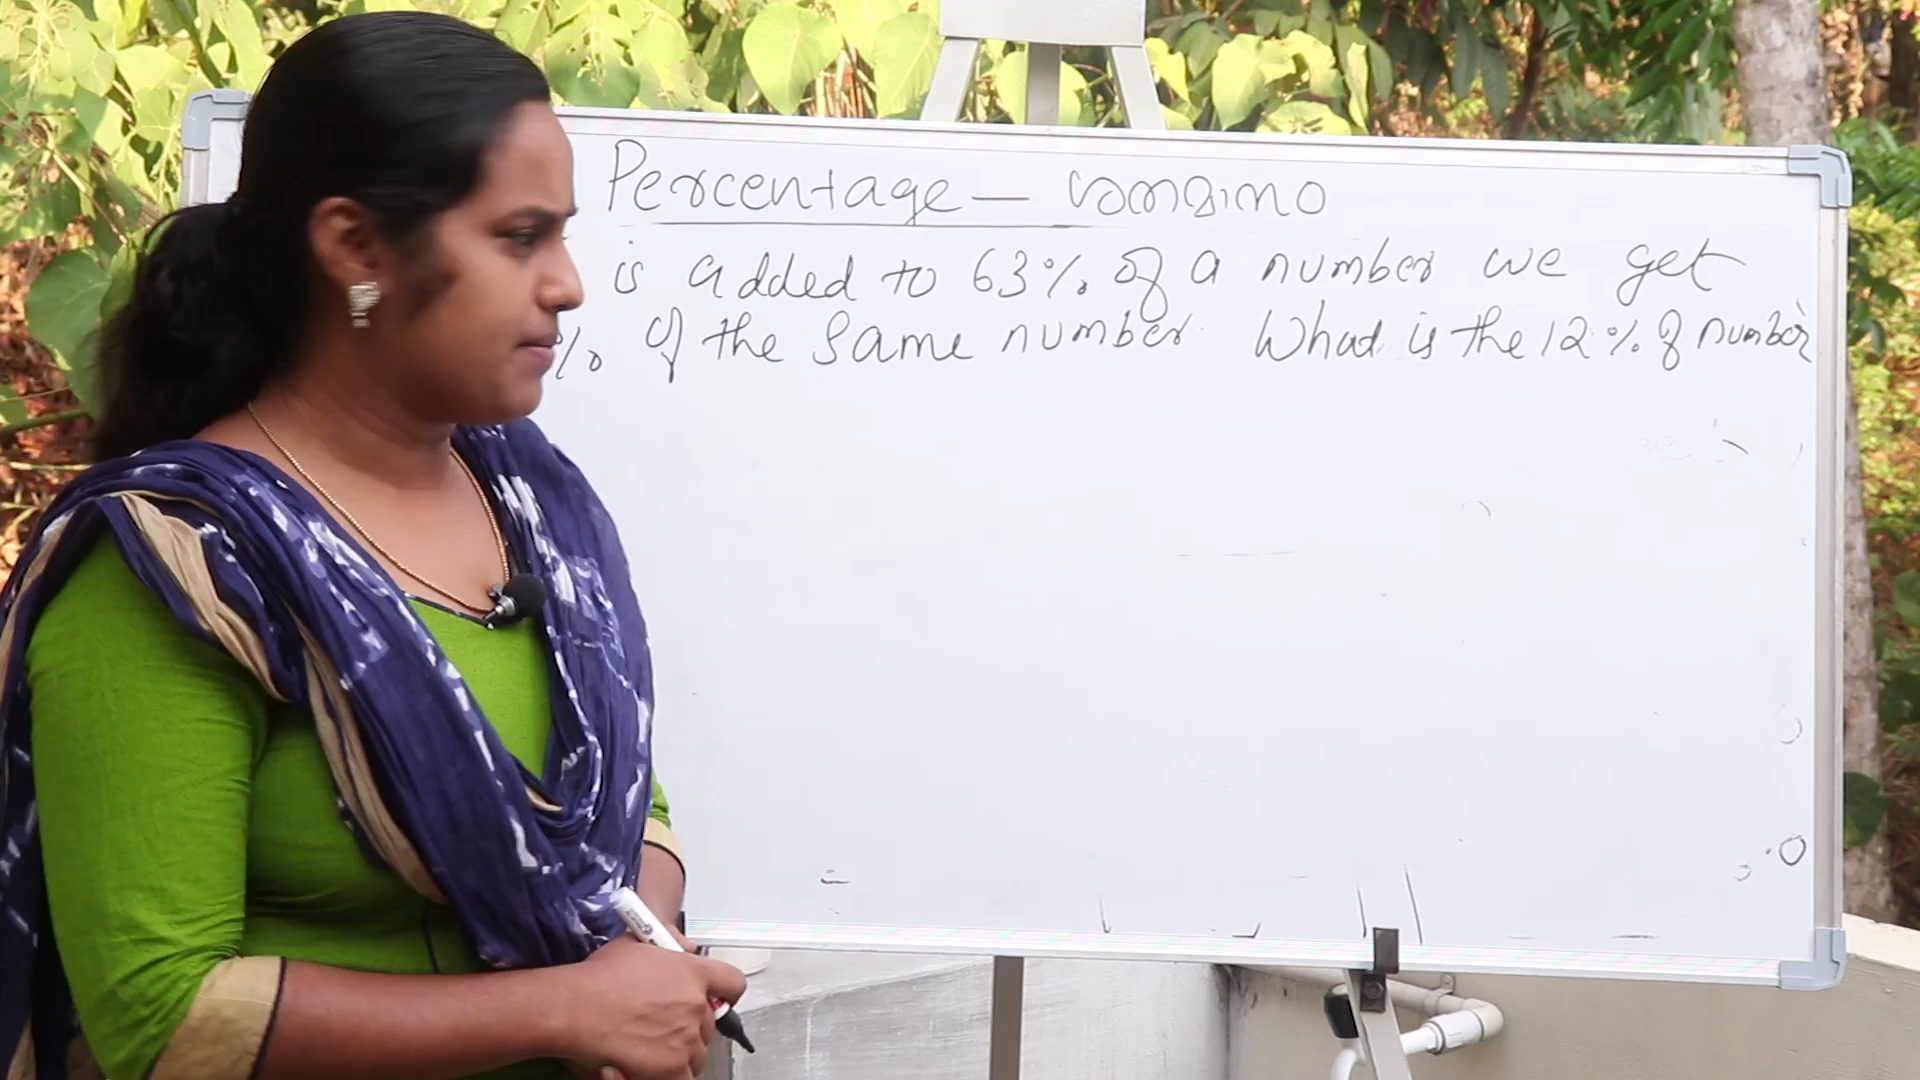 Percentage — ശതമാനം
is added to 63% of a number we get
% of the same number. What is the 12% of number